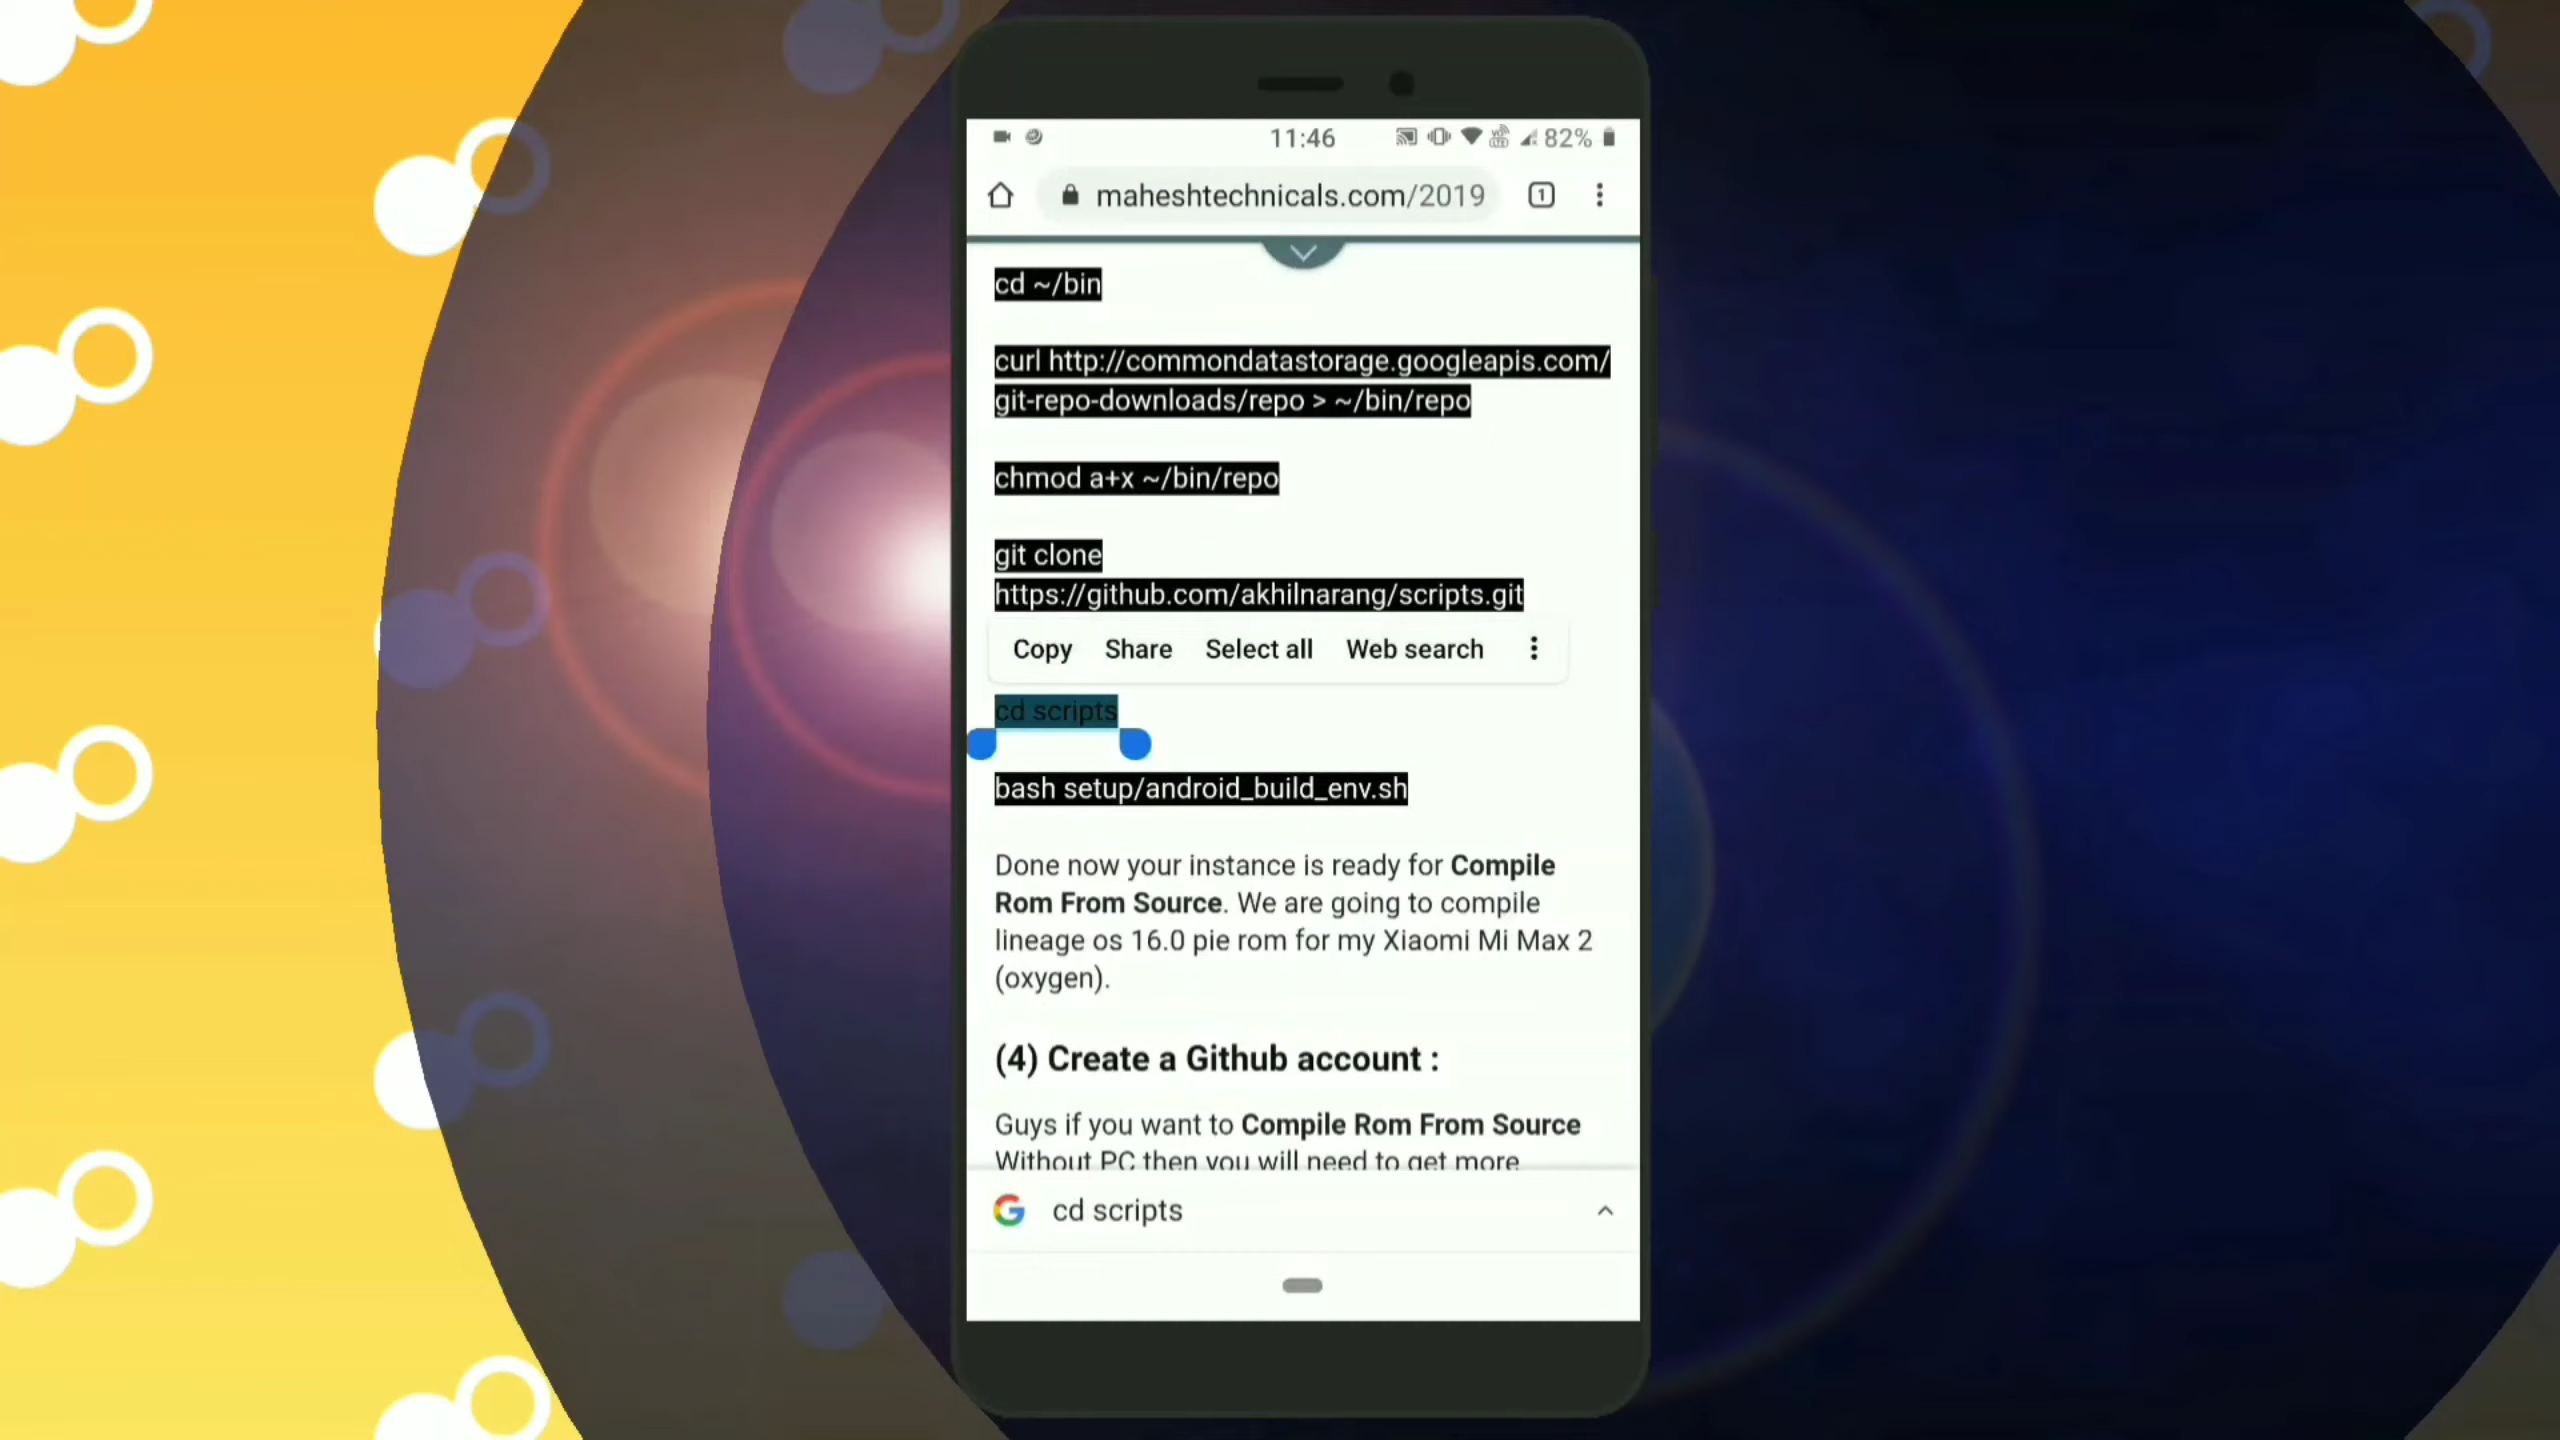 11:46
82%
maheshtechnicals.com/2019
1
cd ~/bin
curl http://commondatastorage.googleapis.com/
git-repo-downloads/repo > ~/bin/repo
chmod a+x ~/bin/repo
git clone
https://github.com/akhilnarang/scripts.git
Copy Share Select all Web search
cd scripts
bash setup/android_build_env.sh
Done now your instance is ready for Compile
Rom From Source. We are going to compile
lineage os 16.0 pie rom for my Xiaomi Mi Max 2
(oxygen).
(4) Create a Github account :
Guys if you want to Compile Rom From Source
Without PC then you will need to get more
cd scripts